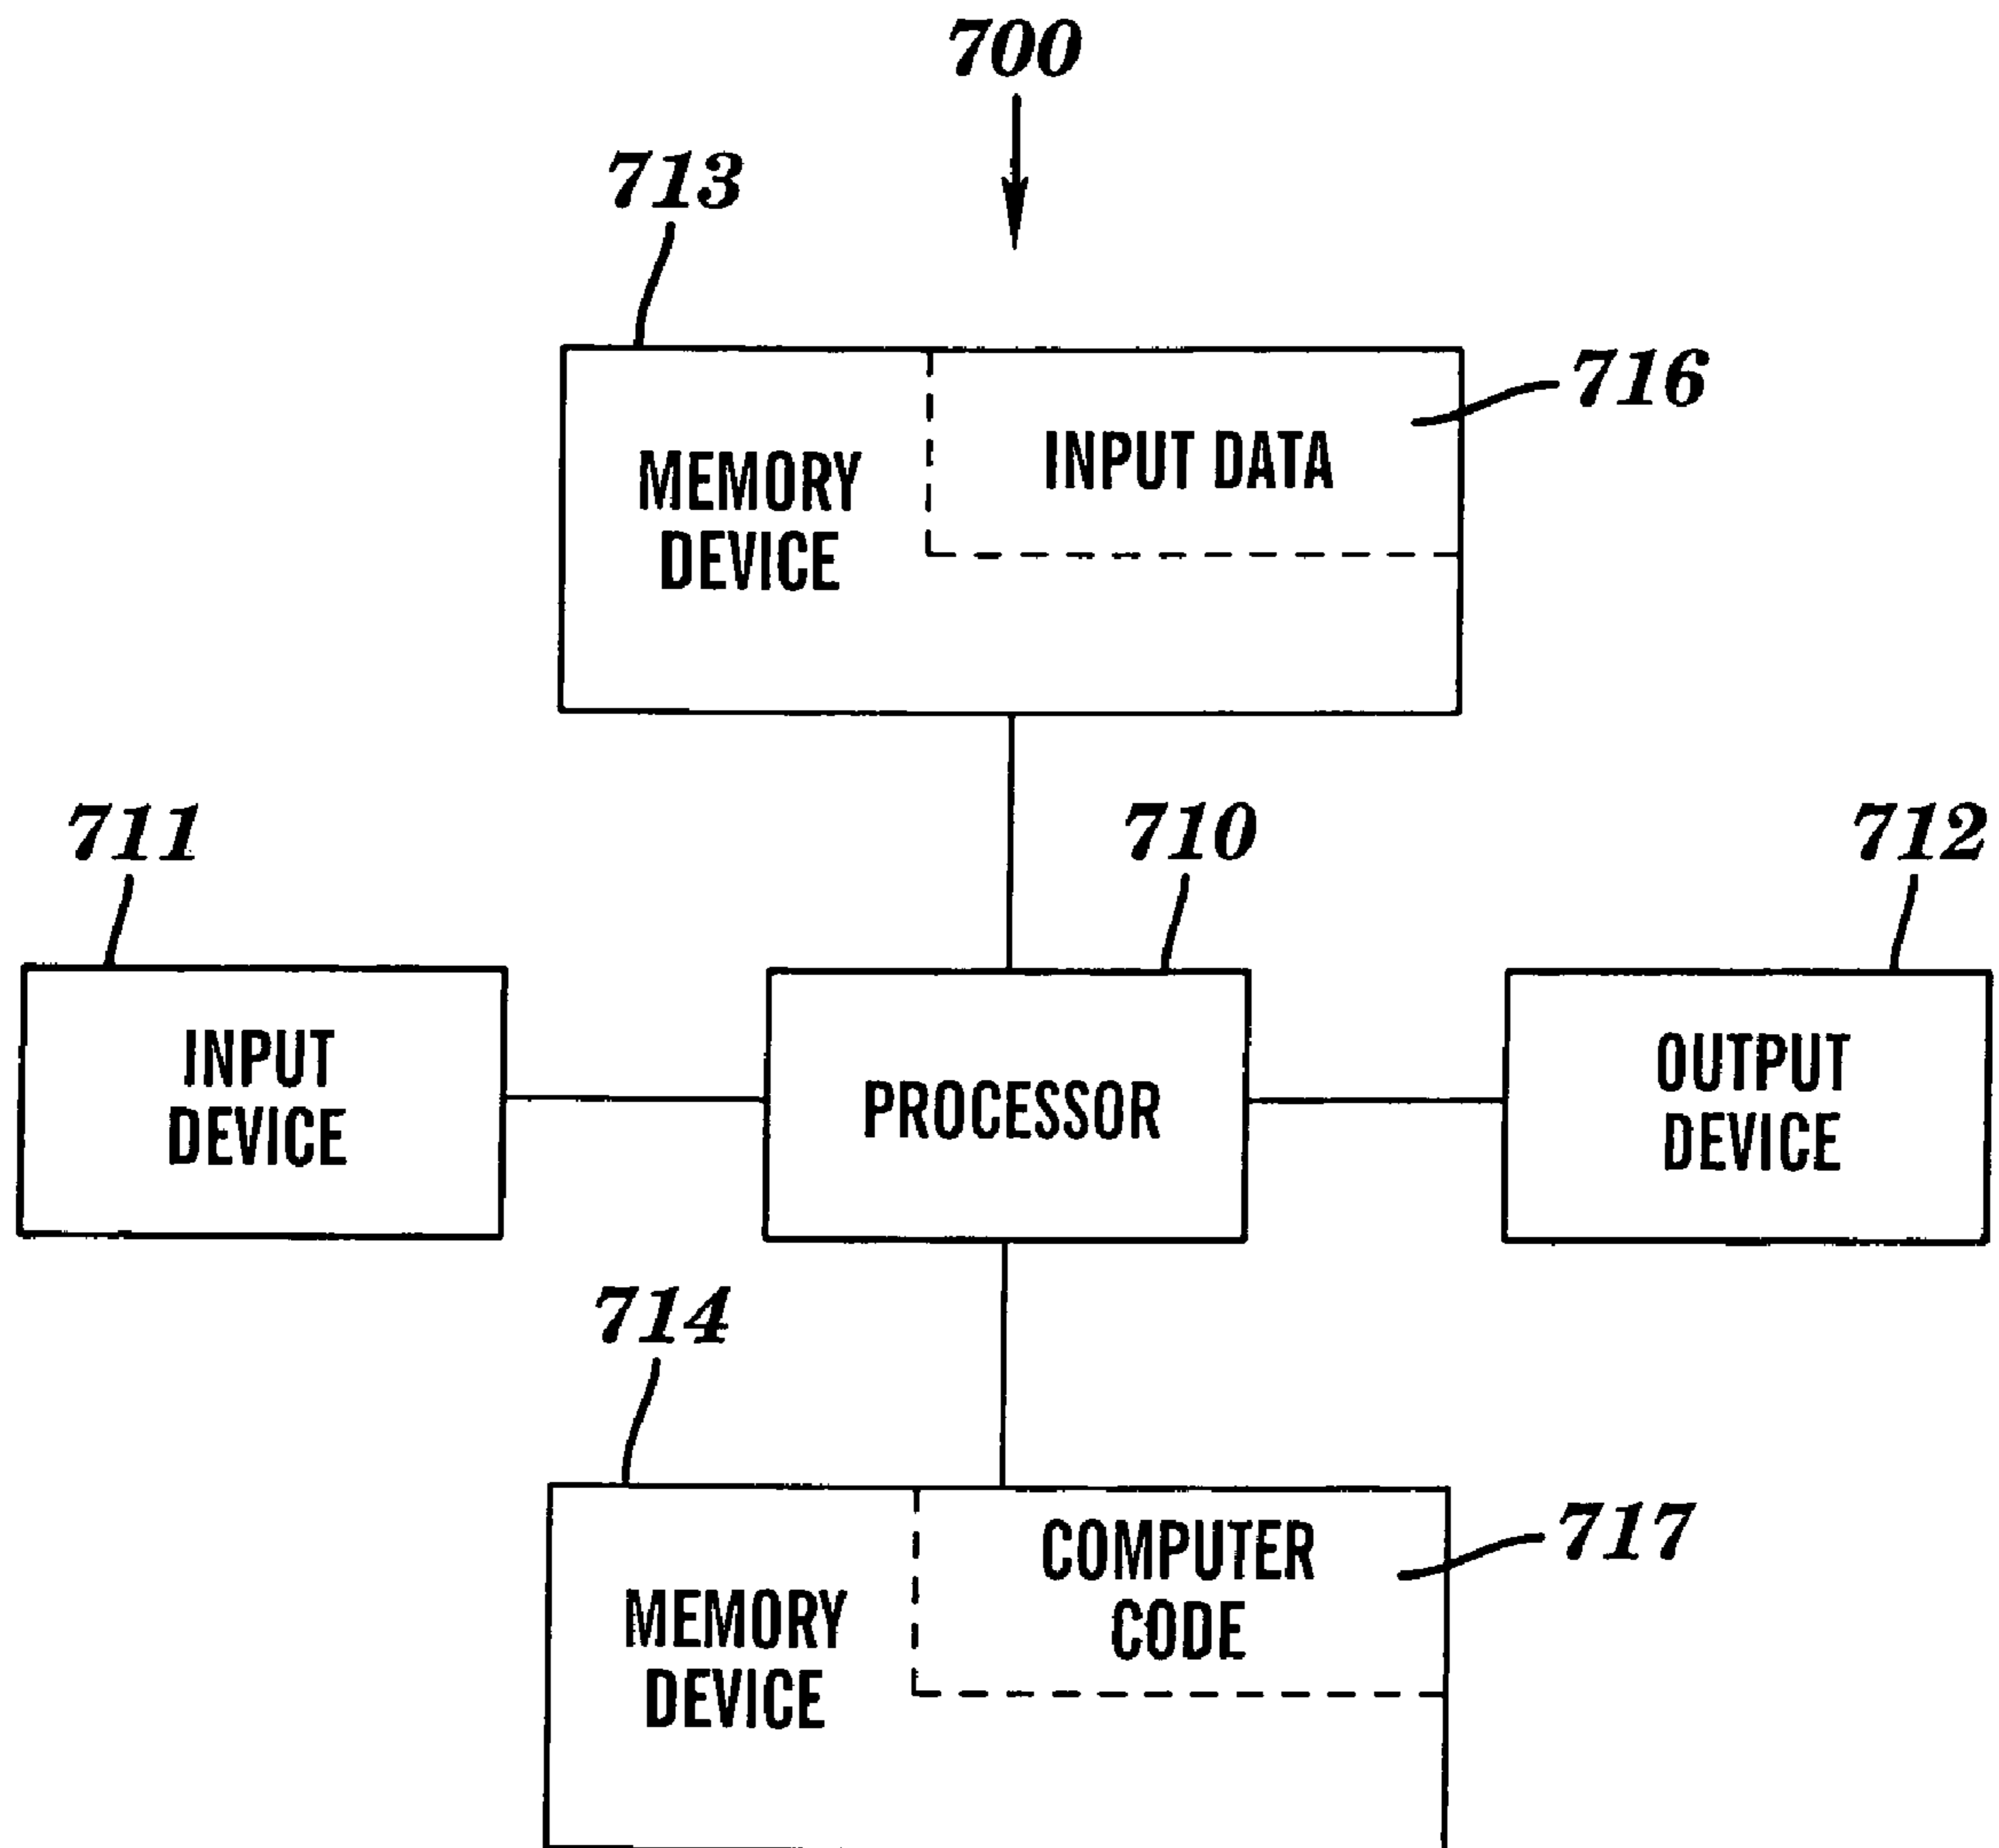 700
713
716
MEMORY
DEVICE
INPUT DATA
711
710
712
INPUT
DEVICE
PROCESSOR
OUTPUT
DEVICE
714
717
MEMORY
DEVICE
COMPUTER
CODE